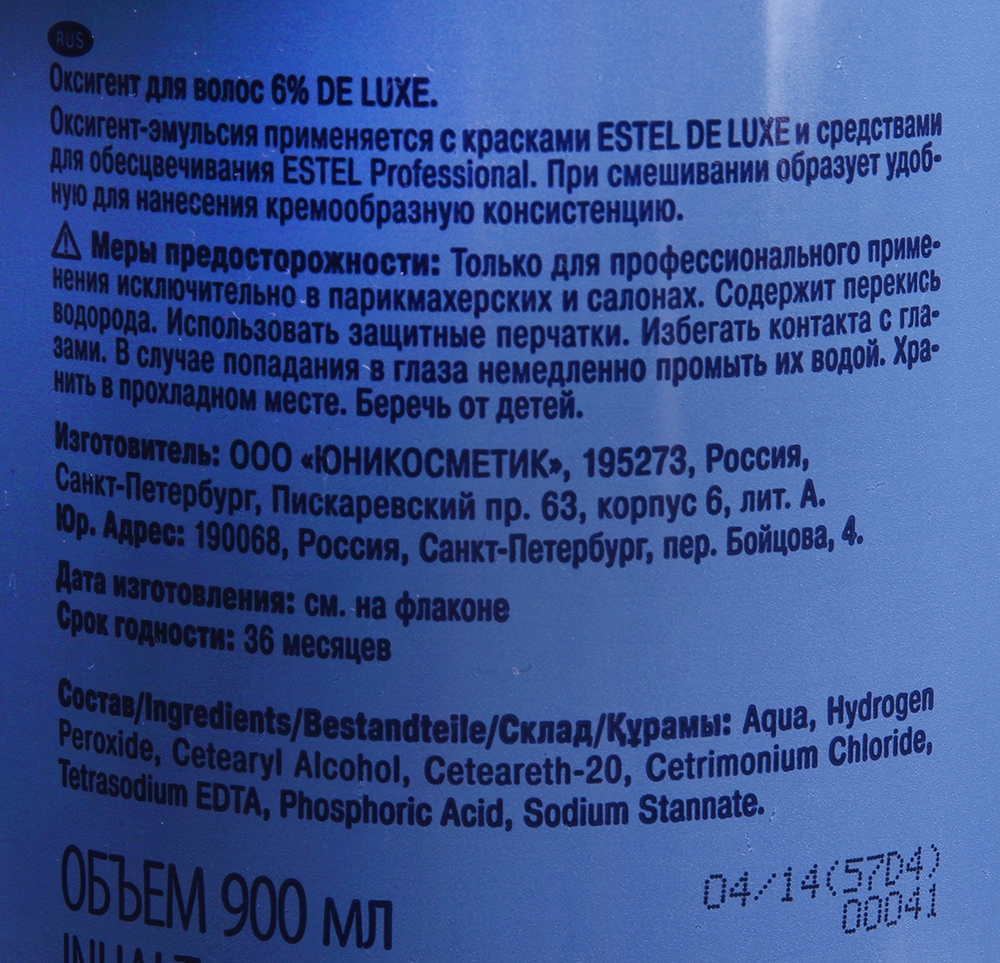 RUS
Оксигент для волос 6% DE LUXE.
Оксигент-эмульсия применяется с красками ESTEL DE LUXE и средствами
для обесцвечивания ESTEL Professional. При смешивании образует удоб-
ную для нанесения кремообразную консистенцию.
⚠ Меры предосторожности: Только для профессионального приме-
нения исключительно в парикмахерских и салонах. Содержит перекись
водорода. Использовать защитные перчатки. Избегать контакта с гла-
зами. В случае попадания в глаза немедленно промыть их водой. Хра-
нить в прохладном месте. Беречь от детей.
Изготовитель: ООО «ЮНИКОСМЕТИК», 195273, Россия,
Санкт-Петербург, Пискаревский пр. 63, корпус 6, лит. А.
Юр. Адрес: 190068, Россия, Санкт-Петербург, пер. Бойцова, 4.
Дата изготовления: см. на флаконе
Срок годности: 36 месяцев
Состав/Ingredients/Bestandteile/Склад/Құрамы: Aqua, Hydrogen
Peroxide, Cetearyl Alcohol, Ceteareth-20, Cetrimonium Chloride,
Tetrasodium EDTA, Phosphoric Acid, Sodium Stannate.
ОБЪЕМ 900 мл
04/14(57D4)
00041